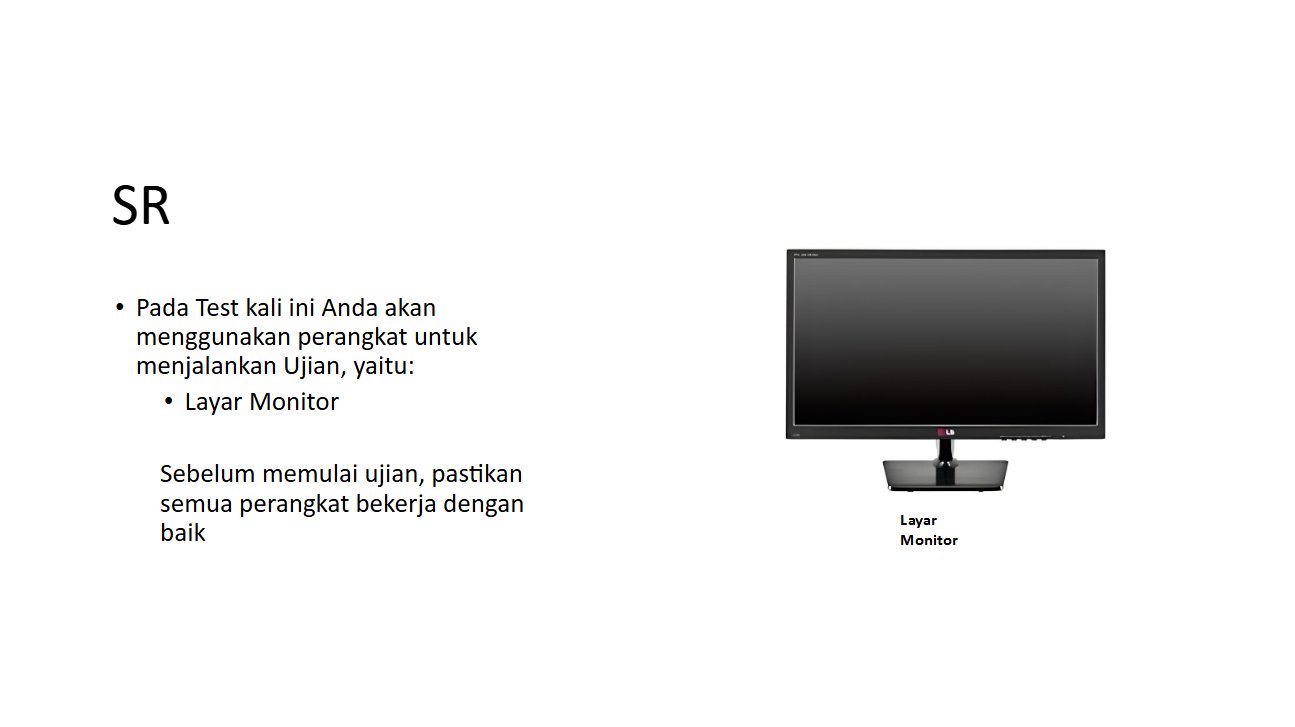 SR
• Pada Test kali ini Anda akan
menggunakan perangkat untuk
menjalankan Ujian, yaitu:
• Layar Monitor
Sebelum memulai ujian, pastikan
semua perangkat bekerja dengan
baik
LG
Layar
Monitor